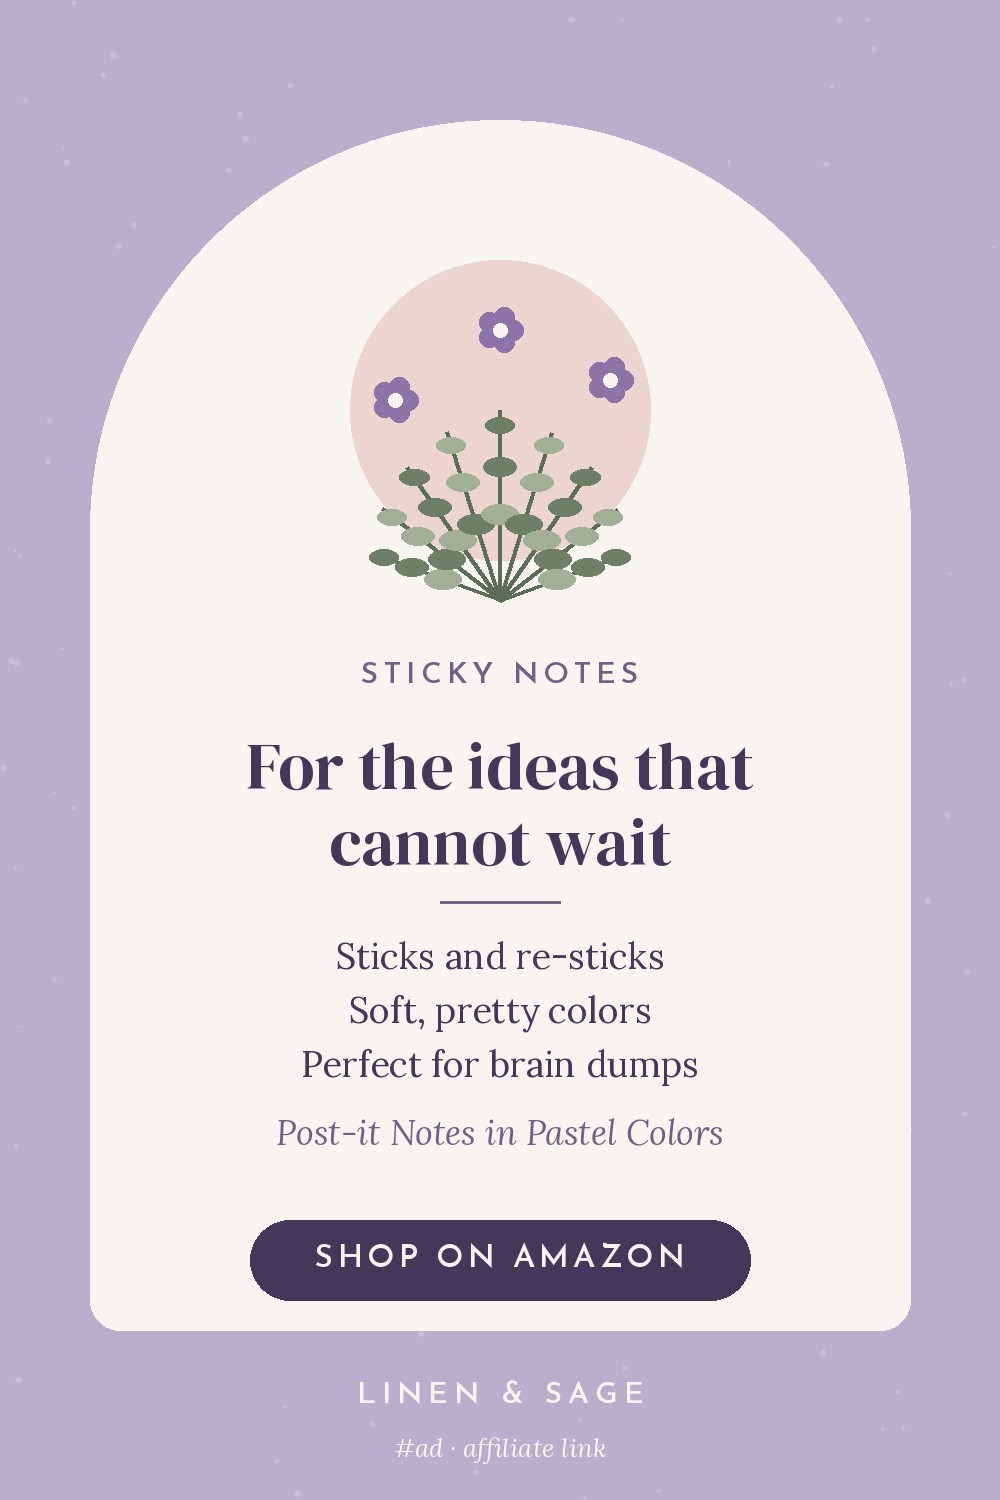 STICKY NOTES
For the ideas that
cannot wait
Sticks and re-sticks
Soft, pretty colors
Perfect for brain dumps
Post-it Notes in Pastel Colors
SHOP ON AMAZON
LINEN & SAGE
#ad · affiliate link